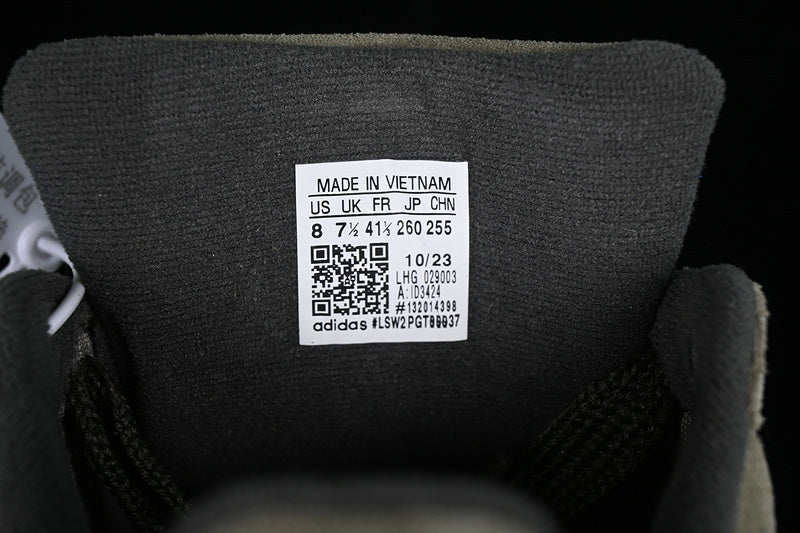 MADE IN VIETNAM
US UK FR JP CHN
8 7½ 41⅓ 260 255
10/23
LHG 029003
A: ID3424
#132014398
adidas